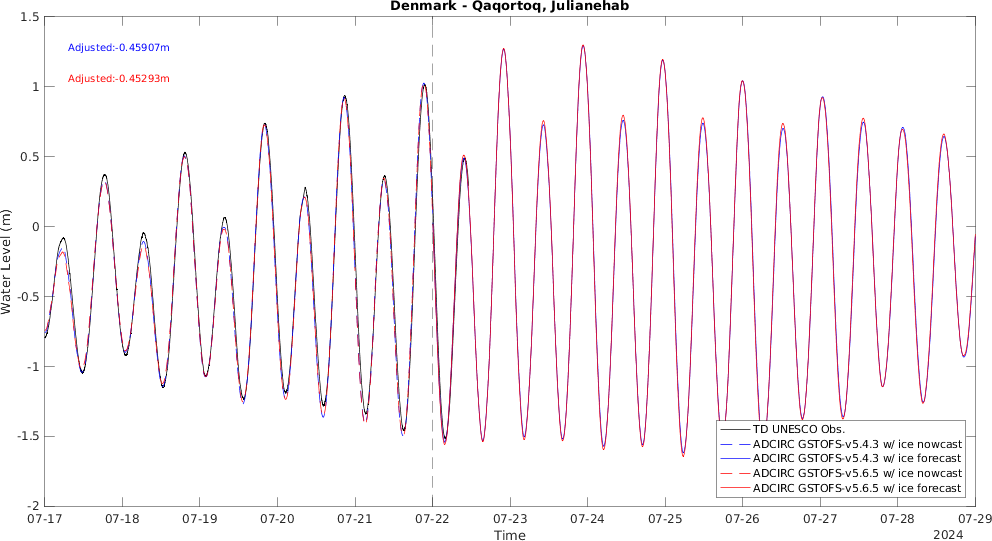 Denmark - Qaqortoq, Julianehab
1.5
Adjusted:-0.45907m
Adjusted:-0.45293m
1
0.5
0
-0.5
-1
-1.5
-2
Water Level (m)
TD UNESCO Obs.
ADCIRC GSTOFS-v5.4.3 w/ ice nowcast
ADCIRC GSTOFS-v5.4.3 w/ ice forecast
ADCIRC GSTOFS-v5.6.5 w/ ice nowcast
ADCIRC GSTOFS-v5.6.5 w/ ice forecast
07-17 07-18 07-19 07-20 07-21 07-22 07-23 07-24 07-25 07-26 07-27 07-28 07-29
Time
2024